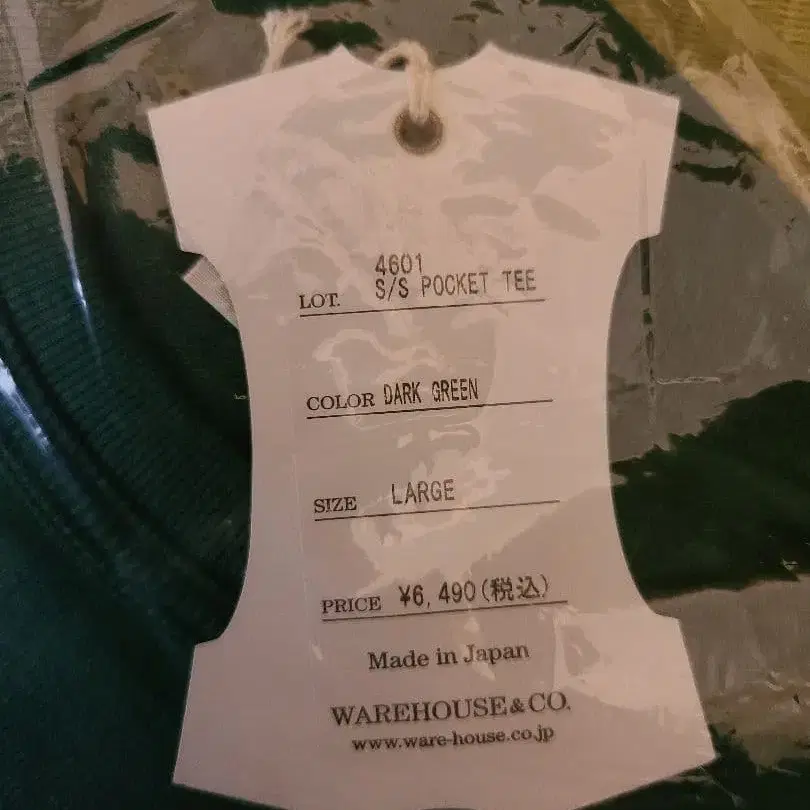 4601
LOT. S/S POCKET TEE
COLOR DARK GREEN
SIZE LARGE
PRICE ¥6,490(税込)
Made in Japan
WAREHOUSE & CO.
www.ware-house.co.jp